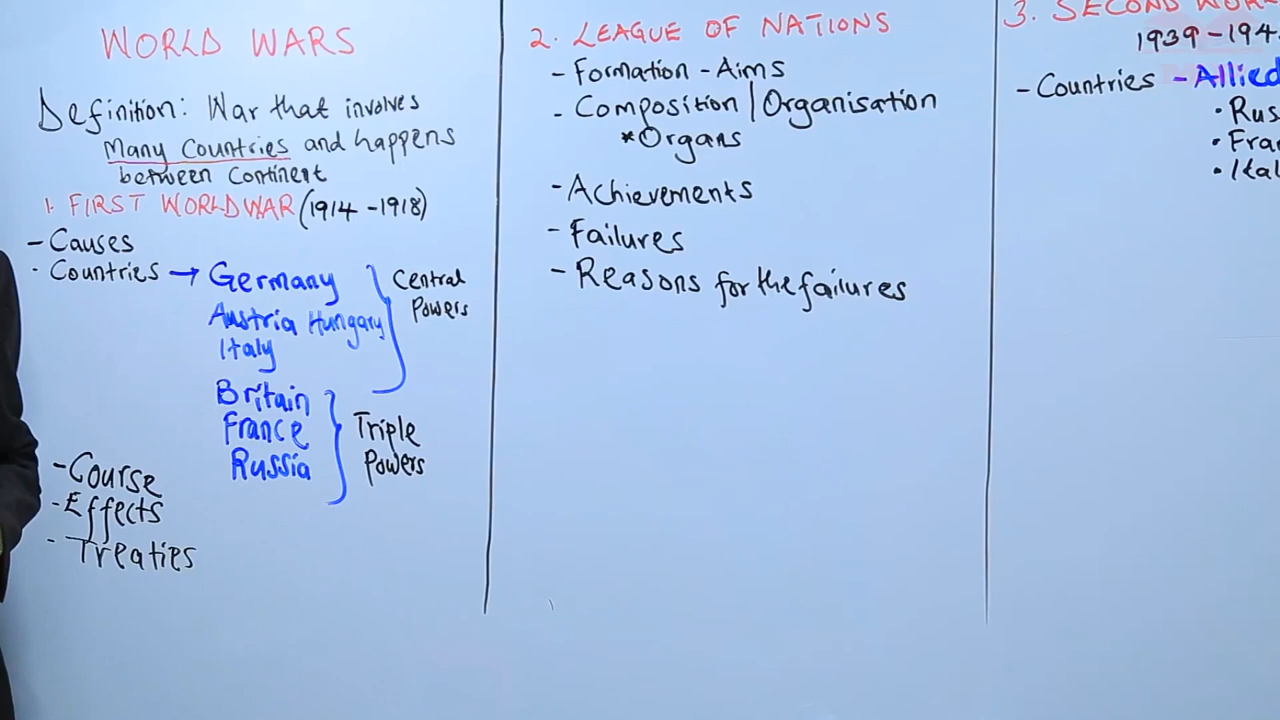 WORLD WARS
Definition: War that involves
Many Countries and happens
between Continent
1. FIRST WORLD WAR (1914 - 1918)
- Causes
- Countries → Germany
Austria Hungary
Italy
Central
Powers
Britain
France
Russia
Triple
Powers
- Course
- Effects
- Treaties
2. LEAGUE OF NATIONS
- Formation - Aims
- Composition | Organisation
*Organs
- Achievements
- Failures
- Reasons for the failures
3. SECOND
1939 - 194
- Countries - Allied
• Rus
• Fra
• Ital